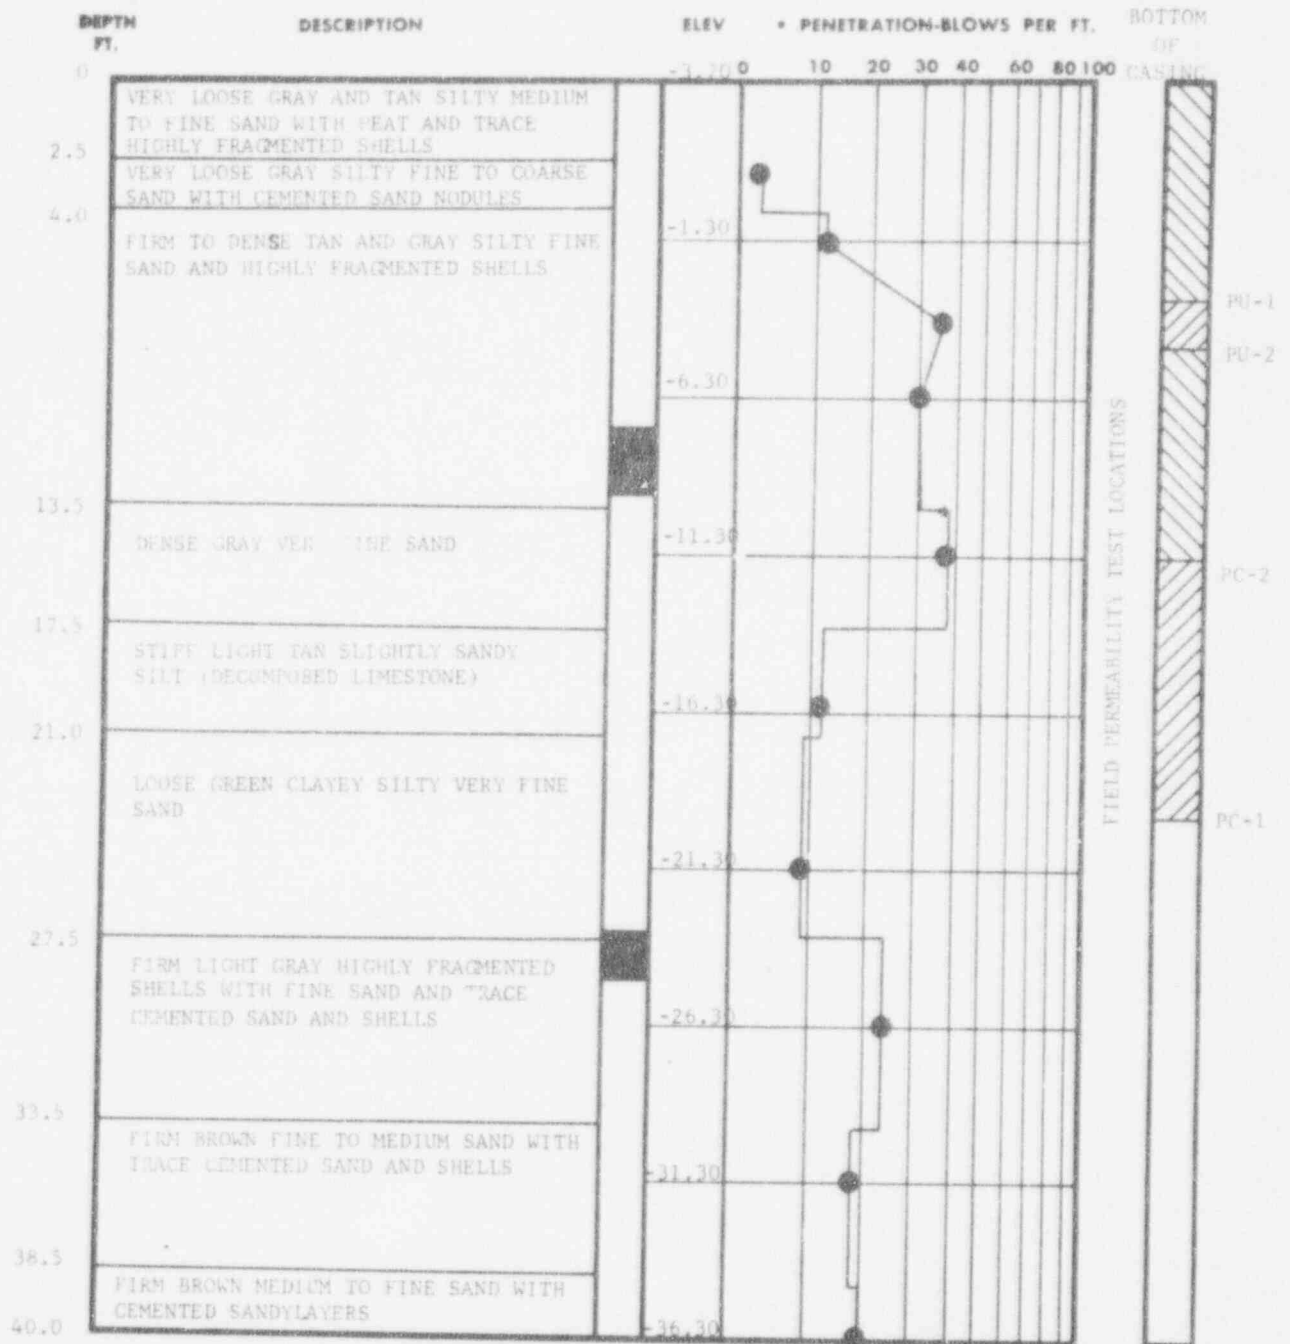 DEPTH FT.
DESCRIPTION
ELEV
• PENETRATION-BLOWS PER FT.
BOTTOM OF CASING
0
-3.70
0 10 20 30 40 60 80 100
VERY LOOSE GRAY AND TAN SILTY MEDIUM
TO FINE SAND WITH PEAT AND TRACE
HIGHLY FRAGMENTED SHELLS
2.5
VERY LOOSE GRAY SILTY FINE TO COARSE
SAND WITH CEMENTED SAND NODULES
4.0
FIRM TO DENSE TAN AND GRAY SILTY FINE
SAND AND HIGHLY FRAGMENTED SHELLS
-1.30
PU-1
PU-2
-6.30
FIELD PERMEABILITY TEST LOCATIONS
13.5
DENSE GRAY FINE SAND
-11.30
PC-2
17.5
STIFF LIGHT TAN SLIGHTLY SANDY
SILT (DECOMPOSED LIMESTONE)
-16.30
21.0
LOOSE GREEN CLAYEY SILTY VERY FINE
SAND
PC-1
-21.30
27.5
FIRM LIGHT GRAY HIGHLY FRAGMENTED
SHELLS WITH FINE SAND AND TRACE
CEMENTED SAND AND SHELLS
-26.30
33.5
FIRM BROWN FINE TO MEDIUM SAND WITH
TRACE CEMENTED SAND AND SHELLS
-31.30
38.5
FIRM BROWN MEDIUM TO FINE SAND WITH
CEMENTED SANDYLAYERS
40.0
-36.30